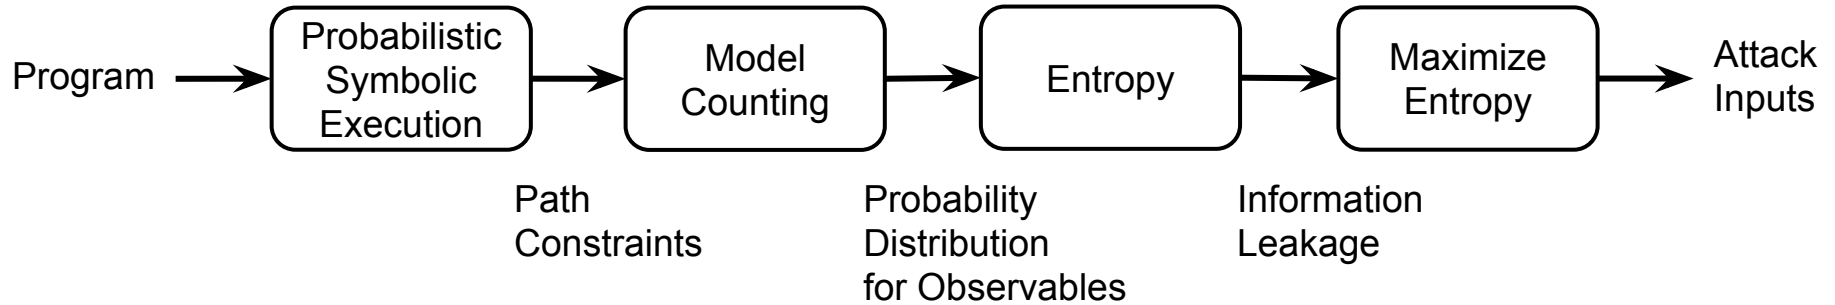 Program
Probabilistic
Symbolic
Execution
Model
Counting
Entropy
Maximize
Entropy
Attack
Inputs
Path
Constraints
Probability
Distribution
for Observables
Information
Leakage